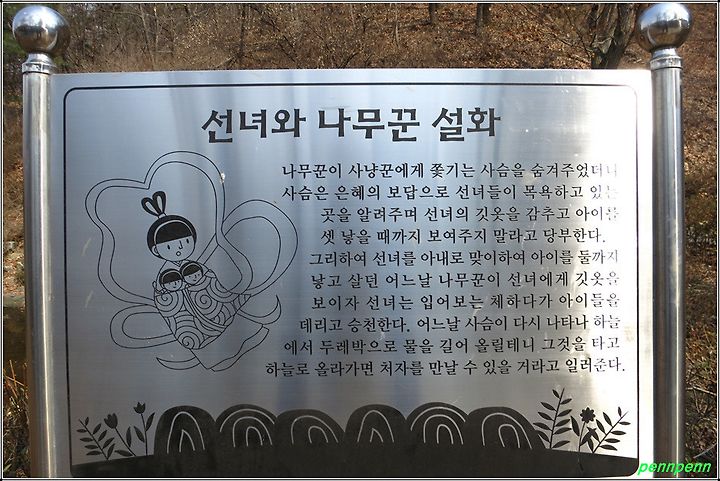 선녀와 나무꾼 설화
나무꾼이 사냥꾼에게 쫓기는 사슴을 숨겨주었더니
사슴은 은혜의 보답으로 선녀들이 목욕하고 있는
곳을 알려주며 선녀의 깃옷을 감추고 아이를
셋 낳을 때까지 보여주지 말라고 당부한다.
그리하여 선녀를 아내로 맞이하여 아이를 둘까지
낳고 살던 어느날 나무꾼이 선녀에게 깃옷을
보이자 선녀는 입어보는 체하다가 아이들을
데리고 승천한다. 어느날 사슴이 다시 나타나 하늘
에서 두레박으로 물을 길어 올릴테니 그것을 타고
하늘로 올라가면 처자를 만날 수 있을 거라고 일러준다.
pennpenn